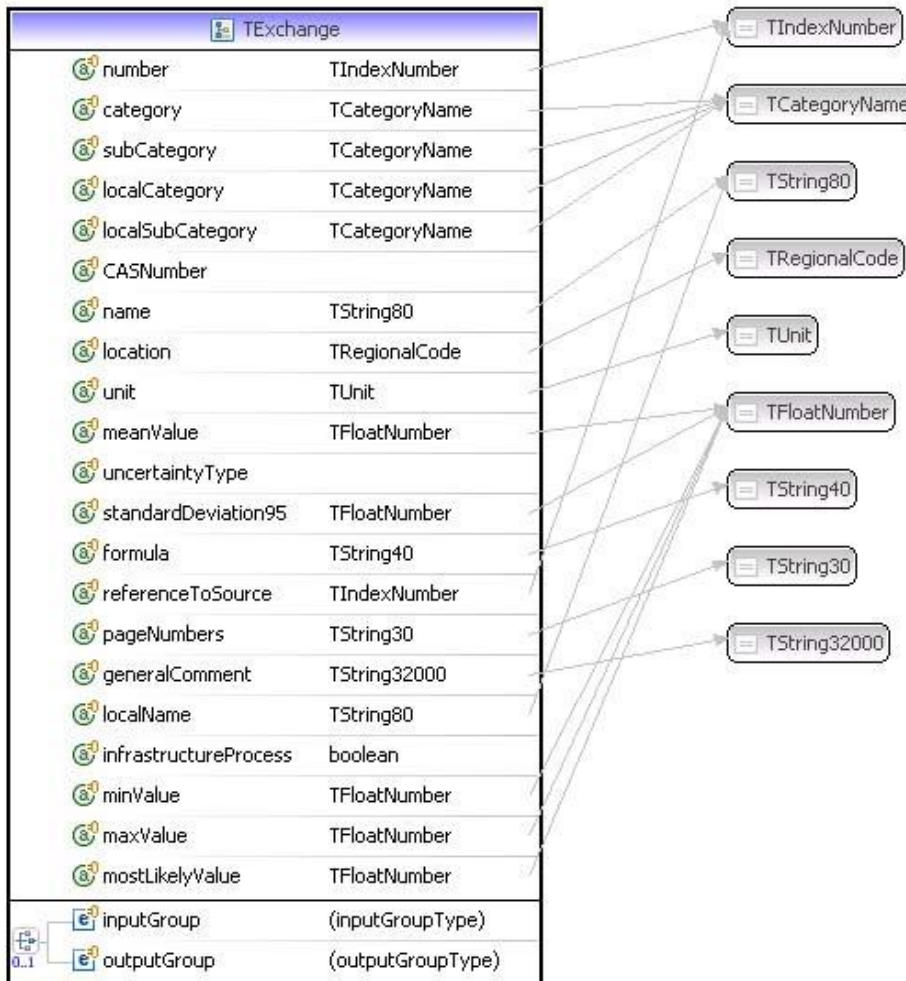 TExchange
number TIndexNumber
category TCategoryName
subCategory TCategoryName
localCategory TCategoryName
localSubCategory TCategoryName
CASNumber
name TString80
location TRegionalCode
unit TUnit
meanValue TFloatNumber
uncertaintyType
standardDeviation95 TFloatNumber
formula TString40
referenceToSource TIndexNumber
pageNumbers TString30
generalComment TString32000
localName TString80
infrastructureProcess boolean
minValue TFloatNumber
maxValue TFloatNumber
mostLikelyValue TFloatNumber
inputGroup (inputGroupType)
0..1
outputGroup (outputGroupType)
TIndexNumber
TCategoryName
TString80
TRegionalCode
TUnit
TFloatNumber
TString40
TString30
TString32000